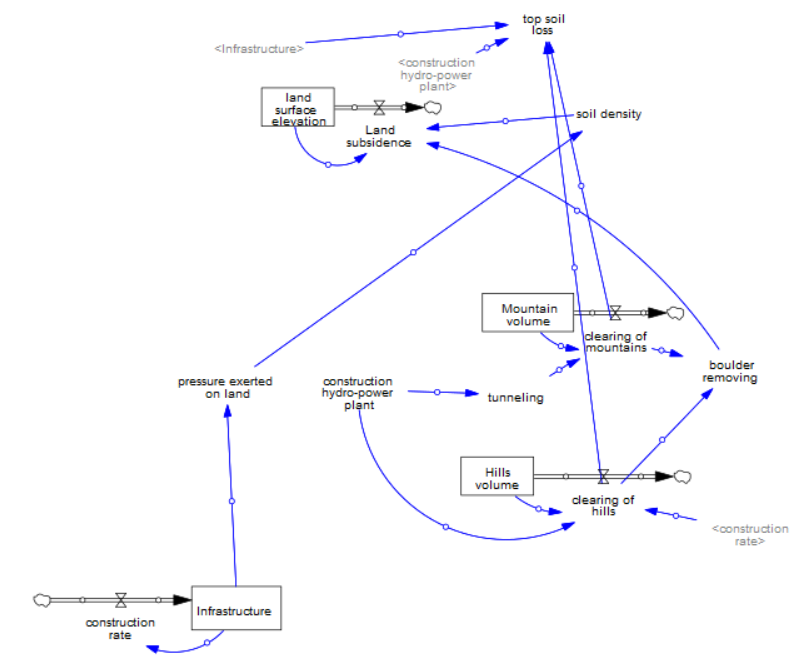 top soil
loss
<Infrastructure>
<construction
hydro-power
plant>
land
surface
elevation
Land
subsidence
soil density
Mountain
volume
clearing of
mountains
boulder
removing
pressure exerted
on land
construction
hydro-power
plant
tunneling
Hills
volume
clearing of
hills
<construction
rate>
construction
rate
Infrastructure